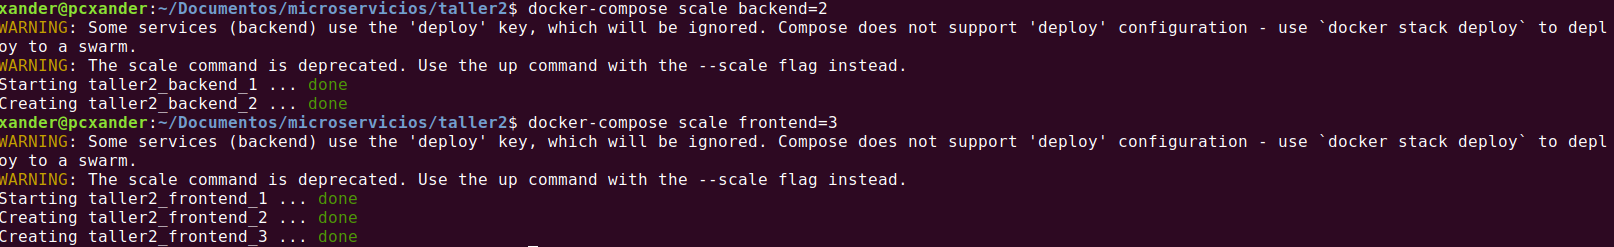 xander@pcxander:~/Documentos/microservicios/taller2$ docker-compose scale backend=2
WARNING: Some services (backend) use the 'deploy' key, which will be ignored. Compose does not support 'deploy' configuration - use `docker stack deploy` to depl
oy to a swarm.
WARNING: The scale command is deprecated. Use the up command with the --scale flag instead.
Starting taller2_backend_1 ... done
Creating taller2_backend_2 ... done
xander@pcxander:~/Documentos/microservicios/taller2$ docker-compose scale frontend=3
WARNING: Some services (backend) use the 'deploy' key, which will be ignored. Compose does not support 'deploy' configuration - use `docker stack deploy` to depl
oy to a swarm.
WARNING: The scale command is deprecated. Use the up command with the --scale flag instead.
Starting taller2_frontend_1 ... done
Creating taller2_frontend_2 ... done
Creating taller2_frontend_3 ... done